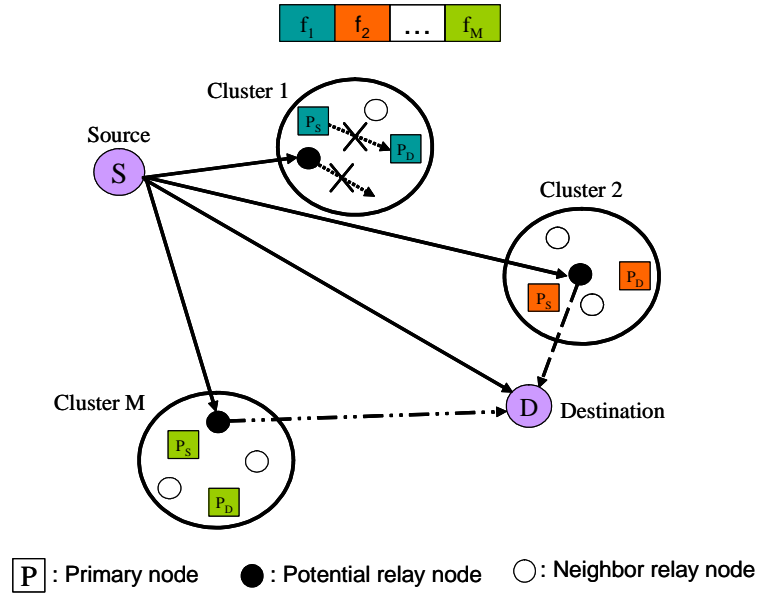 f1 f2 ... fM
Cluster 1
PS
PD
Source
S
Cluster 2
PD
PS
Cluster M
D Destination
PS
PD
P : Primary node : Potential relay node : Neighbor relay node